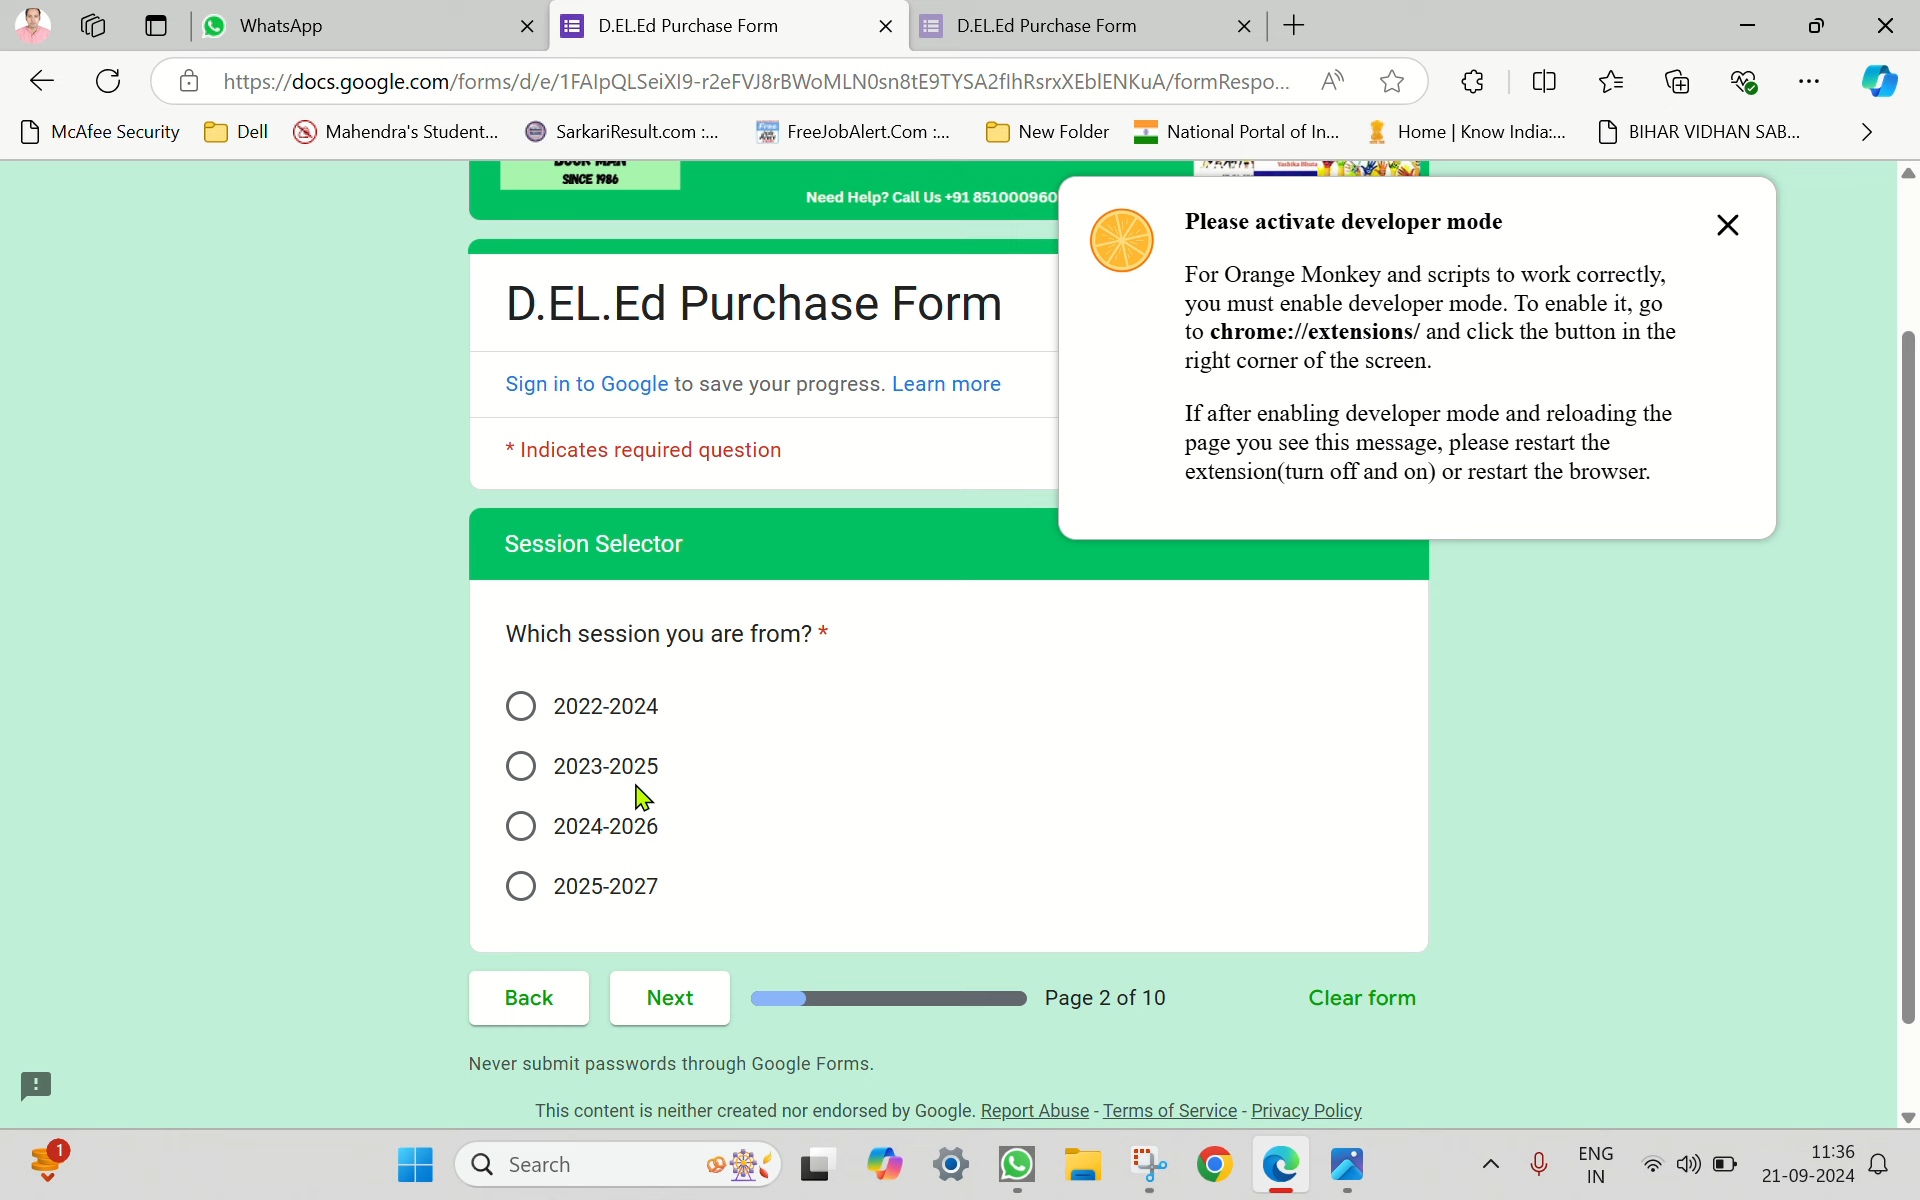 WhatsApp
D.EL.Ed Purchase Form
D.EL.Ed Purchase Form
https://docs.google.com/forms/d/e/1FAIpQLSeiXI9-r2eFVJ8rBWoMLN0sn8tE9TYSA2fIhRsrxXEblENKuA/formRespo...
McAfee Security
Dell
Mahendra's Student...
SarkariResult.com :...
FreeJobAlert.Com :...
New Folder
National Portal of In...
Home | Know India:...
BIHAR VIDHAN SAB...
BOOK MAN
SINCE 1986
Need Help? Call Us +91 8510009960
Please activate developer mode
For Orange Monkey and scripts to work correctly,
you must enable developer mode. To enable it, go
to chrome://extensions/ and click the button in the
right corner of the screen.
If after enabling developer mode and reloading the
page you see this message, please restart the
extension(turn off and on) or restart the browser.
D.EL.Ed Purchase Form
Sign in to Google to save your progress. Learn more
* Indicates required question
Session Selector
Which session you are from? *
2022-2024
2023-2025
2024-2026
2025-2027
Back
Next
Page 2 of 10
Clear form
Never submit passwords through Google Forms.
This content is neither created nor endorsed by Google. Report Abuse - Terms of Service - Privacy Policy
1
Search
ENG
IN
11:36
21-09-2024